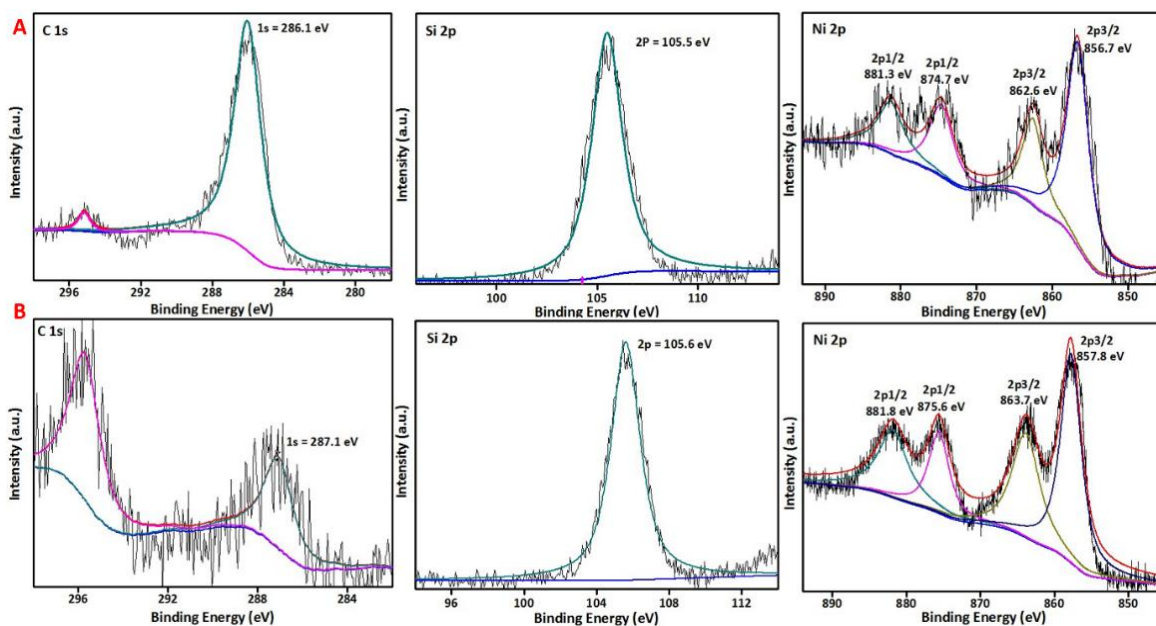 A
C 1s
1s = 286.1 eV
Intensity (a.u.)
296 292 288 284 280
Binding Energy (eV)
Si 2p
2P = 105.5 eV
Intensity (a.u.)
100 105 110
Binding Energy (eV)
Ni 2p
2p1/2
881.3 eV
2p1/2
874.7 eV
2p3/2
862.6 eV
2p3/2
856.7 eV
Intensity (a.u.)
890 880 870 860 850
Binding Energy (eV)
B
C 1s
1s = 287.1 eV
Intensity (a.u.)
296 292 288 284
Binding Energy (eV)
Si 2p
2p = 105.6 eV
Intensity (a.u.)
96 100 104 108 112
Binding Energy (eV)
Ni 2p
2p1/2
881.8 eV
2p1/2
875.6 eV
2p3/2
863.7 eV
2p3/2
857.8 eV
Intensity (a.u.)
890 880 870 860 850
Binding Energy (eV)